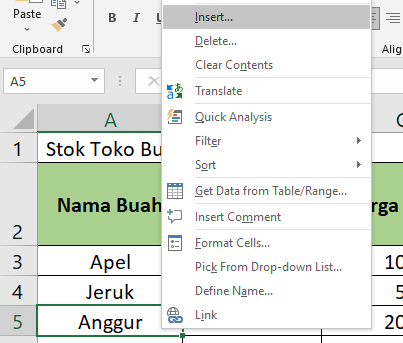 Paste
Clipboard
A5
Insert...
Delete...
Clear Contents
Translate
Quick Analysis
Filter
Sort
Get Data from Table/Range...
Insert Comment
Format Cells...
Pick From Drop-down List...
Define Name...
Link
A
1
Stok Toko Bu
2
Nama Buah
rga
3
Apel
10
4
Jeruk
5
5
Anggur
20